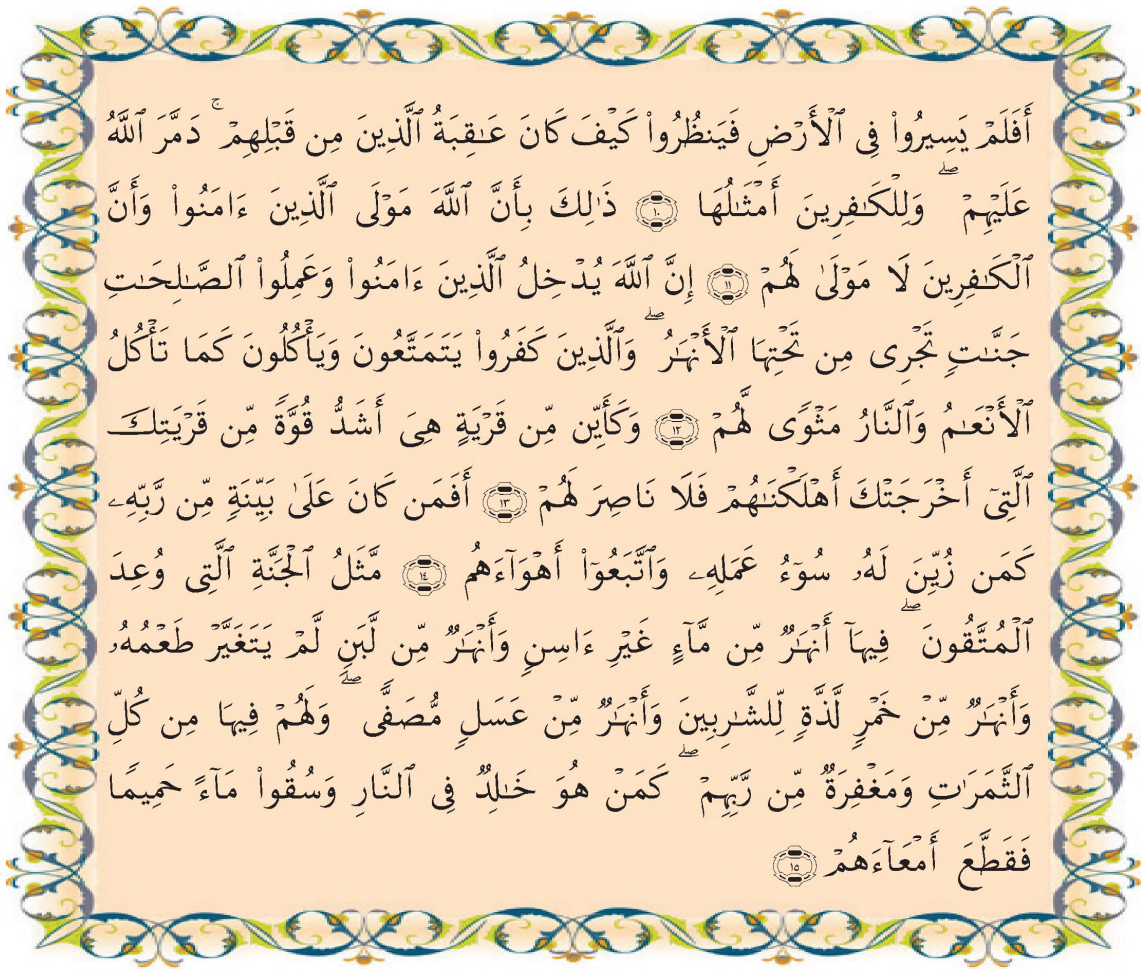 أَفَلَمْ يَسِيرُوا۟ فِى ٱلْأَرْضِ فَيَنظُرُوا۟ كَيْفَ كَانَ عَـٰقِبَةُ ٱلَّذِينَ مِن قَبْلِهِمْ ۚ دَمَّرَ ٱللَّهُ
عَلَيْهِمْ ۖ وَلِلْكَـٰفِرِينَ أَمْثَـٰلُهَا ١٠ ذَٰلِكَ بِأَنَّ ٱللَّهَ مَوْلَى ٱلَّذِينَ ءَامَنُوا۟ وَأَنَّ
ٱلْكَـٰفِرِينَ لَا مَوْلَىٰ لَهُمْ ١١ إِنَّ ٱللَّهَ يُدْخِلُ ٱلَّذِينَ ءَامَنُوا۟ وَعَمِلُوا۟ ٱلصَّـٰلِحَـٰتِ
جَنَّـٰتٍ تَجْرِى مِن تَحْتِهَا ٱلْأَنْهَـٰرُ ۖ وَٱلَّذِينَ كَفَرُوا۟ يَتَمَتَّعُونَ وَيَأْكُلُونَ كَمَا تَأْكُلُ
ٱلْأَنْعَـٰمُ وَٱلنَّارُ مَثْوًى لَّهُمْ ١٢ وَكَأَيِّن مِّن قَرْيَةٍ هِىَ أَشَدُّ قُوَّةً مِّن قَرْيَتِكَ
ٱلَّتِىٓ أَخْرَجَتْكَ أَهْلَكْنَـٰهُمْ فَلَا نَاصِرَ لَهُمْ ١٣ أَفَمَن كَانَ عَلَىٰ بَيِّنَةٍ مِّن رَّبِّهِۦ
كَمَن زُيِّنَ لَهُۥ سُوٓءُ عَمَلِهِۦ وَٱتَّبَعُوٓا۟ أَهْوَآءَهُم ١٤ مَّثَلُ ٱلْجَنَّةِ ٱلَّتِى وُعِدَ
ٱلْمُتَّقُونَ ۖ فِيهَآ أَنْهَـٰرٌ مِّن مَّآءٍ غَيْرِ ءَاسِنٍ وَأَنْهَـٰرٌ مِّن لَّبَنٍ لَّمْ يَتَغَيَّرْ طَعْمُهُۥ
وَأَنْهَـٰرٌ مِّنْ خَمْرٍ لَّذَّةٍ لِّلشَّـٰرِبِينَ وَأَنْهَـٰرٌ مِّنْ عَسَلٍ مُّصَفًّى ۖ وَلَهُمْ فِيهَا مِن كُلِّ
ٱلثَّمَرَٰتِ وَمَغْفِرَةٌ مِّن رَّبِّهِمْ ۖ كَمَنْ هُوَ خَـٰلِدٌ فِى ٱلنَّارِ وَسُقُوا۟ مَآءً حَمِيمًا
فَقَطَّعَ أَمْعَآءَهُمْ ١٥